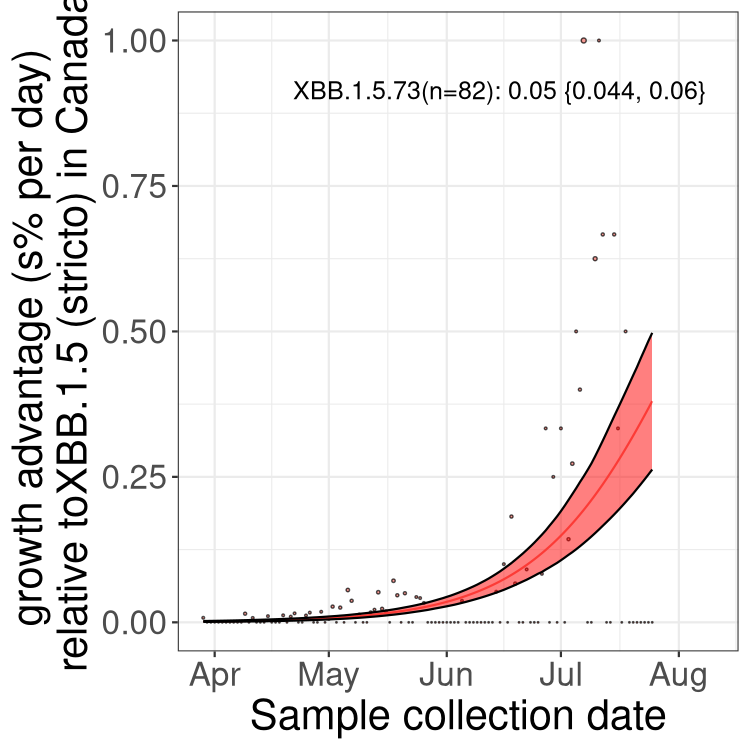 growth advantage (s% per day)
relative toXBB.1.5 (stricto) in Canada
1.00
0.75
0.50
0.25
0.00
XBB.1.5.73(n=82): 0.05 {0.044, 0.06}
Apr
May
Jun
Jul
Aug
Sample collection date